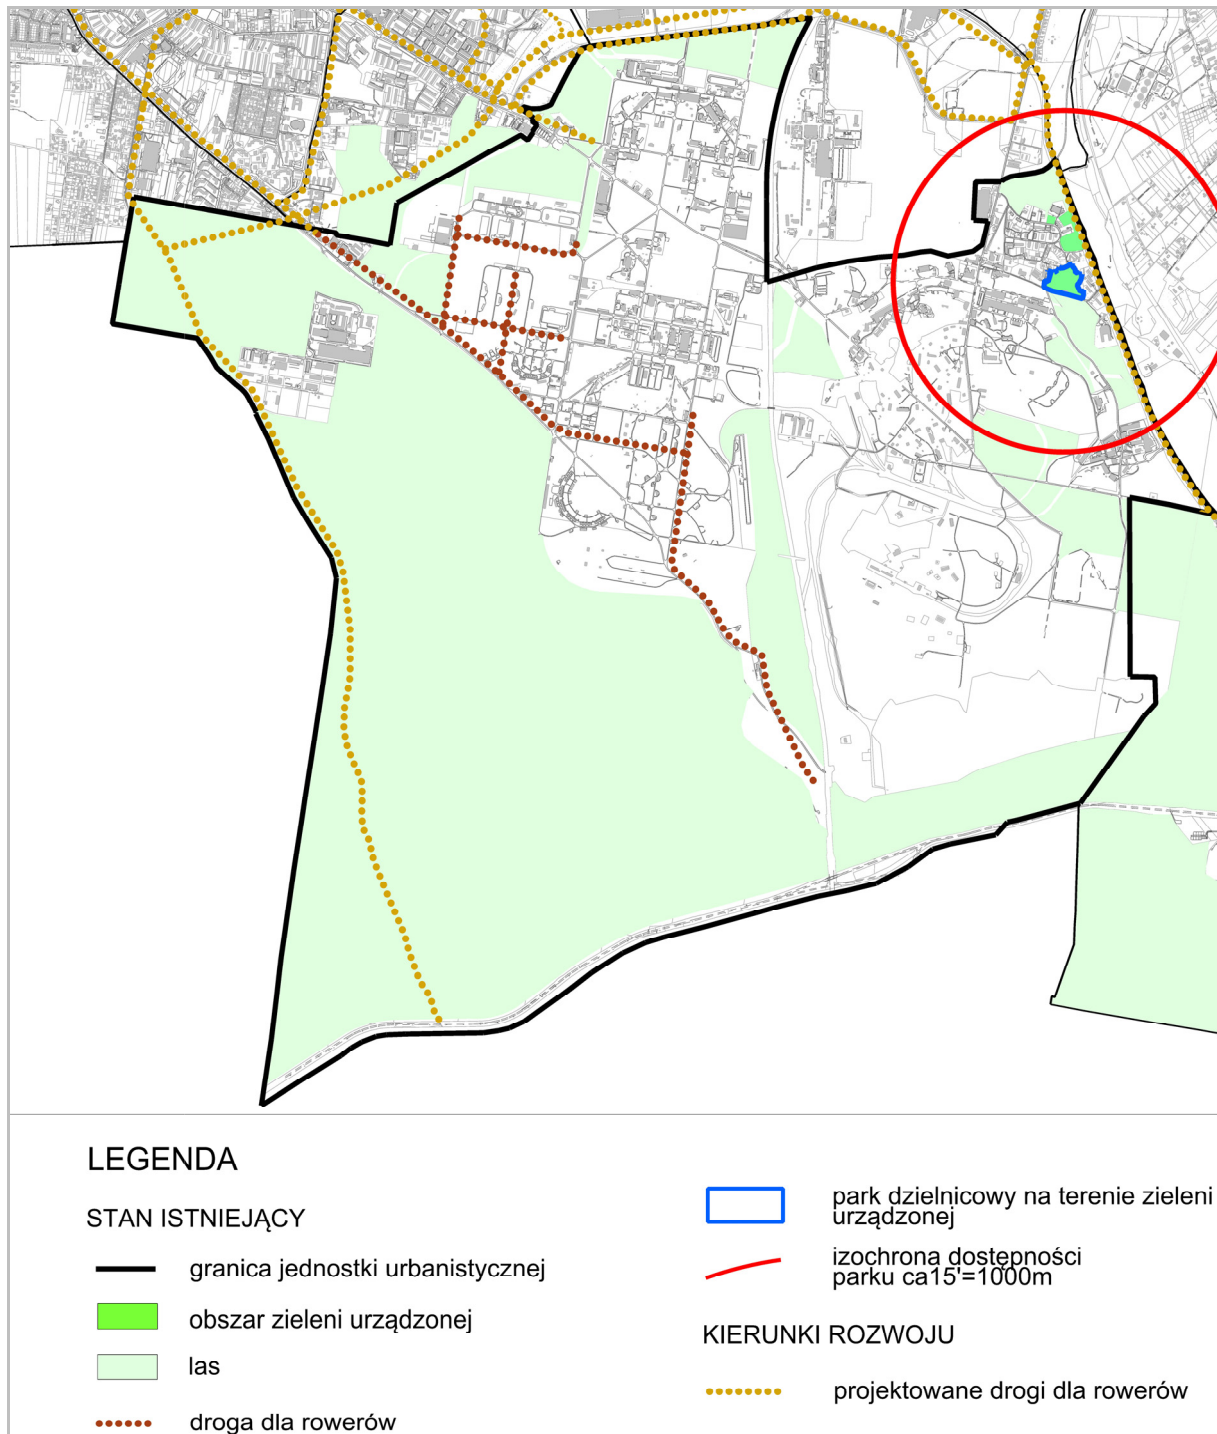 LEGENDA
STAN ISTNIEJĄCY
granica jednostki urbanistycznej
obszar zieleni urządzonej
las
droga dla rowerów
park dzielnicowy na terenie zieleni
urządzonej
izochrona dostępności
parku ca15'=1000m
KIERUNKI ROZWOJU
projektowane drogi dla rowerów